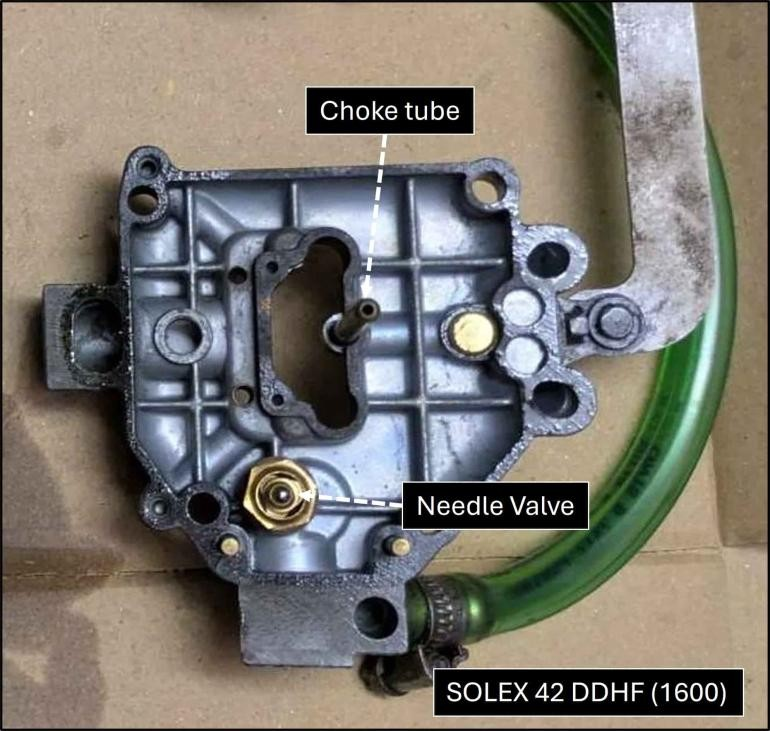 Choke tube
Needle Valve
SOLEX 42 DDHF (1600)